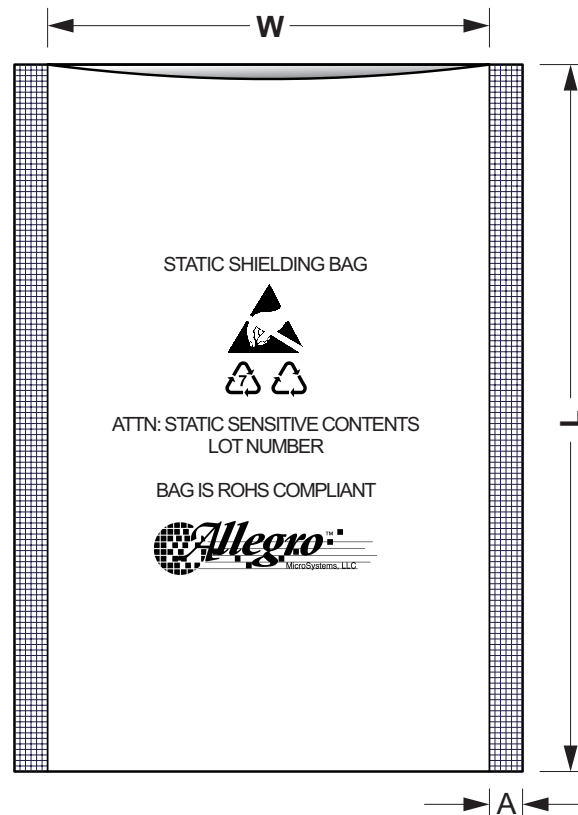 W
STATIC SHIELDING BAG
7
ATTN: STATIC SENSITIVE CONTENTS
LOT NUMBER
BAG IS ROHS COMPLIANT
Allegro™
MicroSystems, LLC
L
A